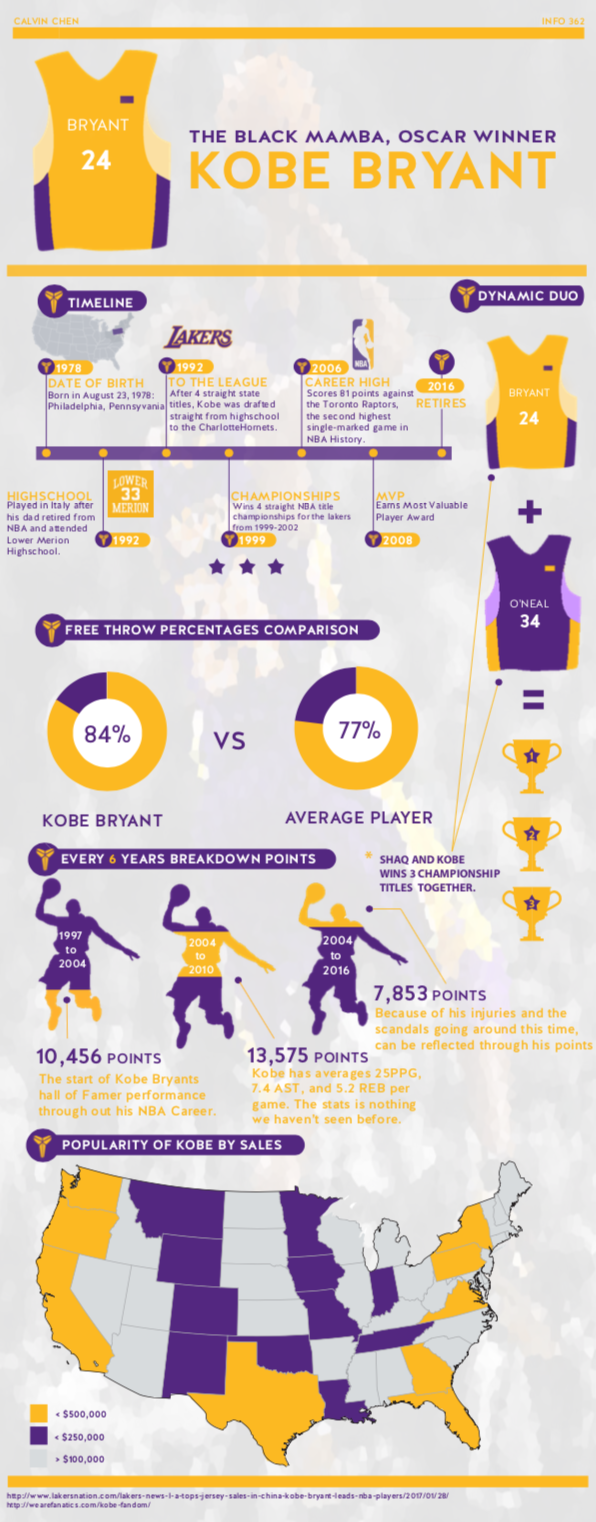 CALVIN CHEN
INFO 362
BRYANT
24
THE BLACK MAMBA, OSCAR WINNER
KOBE BRYANT
TIMELINE
DYNAMIC DUO
LAKERS
NBA
1978
DATE OF BIRTH
Born in August 23, 1978:
Philadelphia, Pennsyvania
1992
TO THE LEAGUE
After 4 straight state
titles, Kobe was drafted
straight from highschool
to the CharlotteHornets.
2006
CAREER HIGH
Scores 81 points against
the Toronto Raptors,
the second highest
single-marked game in
NBA History.
2016
RETIRES
HIGHSCHOOL
Played in Italy after
his dad retired from
NBA and attended
Lower Merion
Highschool.
LOWER
33
MERION
1992
CHAMPIONSHIPS
Wins 4 straight NBA title
championships for the lakers
from 1999-2002
1999
MVP
Earns Most Valuable
Player Award
2008
BRYANT
24
+
O'NEAL
34
=
1
2
3
* SHAQ AND KOBE
WINS 3 CHAMPIONSHIP
TITLES TOGETHER.
FREE THROW PERCENTAGES COMPARISON
84%
VS
77%
KOBE BRYANT
AVERAGE PLAYER
EVERY 6 YEARS BREAKDOWN POINTS
1997
to
2004
2004
to
2010
2004
to
2016
10,456 POINTS
The start of Kobe Bryants
hall of Famer performance
through out his NBA Career.
13,575 POINTS
Kobe has averages 25PPG,
7.4 AST, and 5.2 REB per
game. The stats is nothing
we haven't seen before.
7,853 POINTS
Because of his injuries and the
scandals going around this time,
can be reflected through his points
POPULARITY OF KOBE BY SALES
< $500,000
< $250,000
> $100,000
http://www.lakersnation.com/lakers-news-l-a-tops-jersey-sales-in-china-kobe-bryant-leads-nba-players/2017/01/28/
http://wearefanatics.com/kobe-fandom/